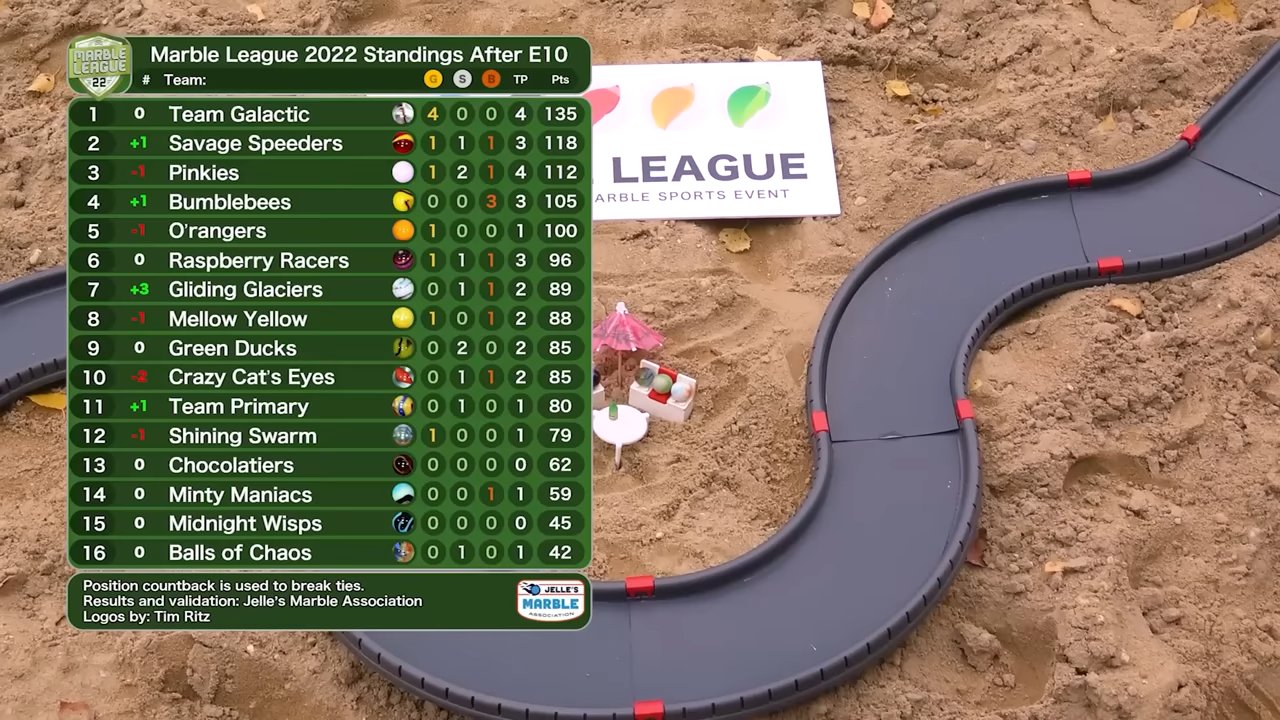 MARBLE
LEAGUE
22
Marble League 2022 Standings After E10
# Team: G S B TP Pts
1 0 Team Galactic 4 0 0 4 135
2 +1 Savage Speeders 1 1 1 3 118
3 -1 Pinkies 1 2 1 4 112
4 +1 Bumblebees 0 0 3 3 105
5 -1 O'rangers 1 0 0 1 100
6 0 Raspberry Racers 1 1 1 3 96
7 +3 Gliding Glaciers 0 1 1 2 89
8 -1 Mellow Yellow 1 0 1 2 88
9 0 Green Ducks 0 2 0 2 85
10 -2 Crazy Cat's Eyes 0 1 1 2 85
11 +1 Team Primary 0 1 0 1 80
12 -1 Shining Swarm 1 0 0 1 79
13 0 Chocolatiers 0 0 0 0 62
14 0 Minty Maniacs 0 0 1 1 59
15 0 Midnight Wisps 0 0 0 0 45
16 0 Balls of Chaos 0 1 0 1 42
Position countback is used to break ties.
Results and validation: Jelle's Marble Association
Logos by: Tim Ritz
JELLE'S
MARBLE
ASSOCIATION
LEAGUE
ARBLE SPORTS EVENT